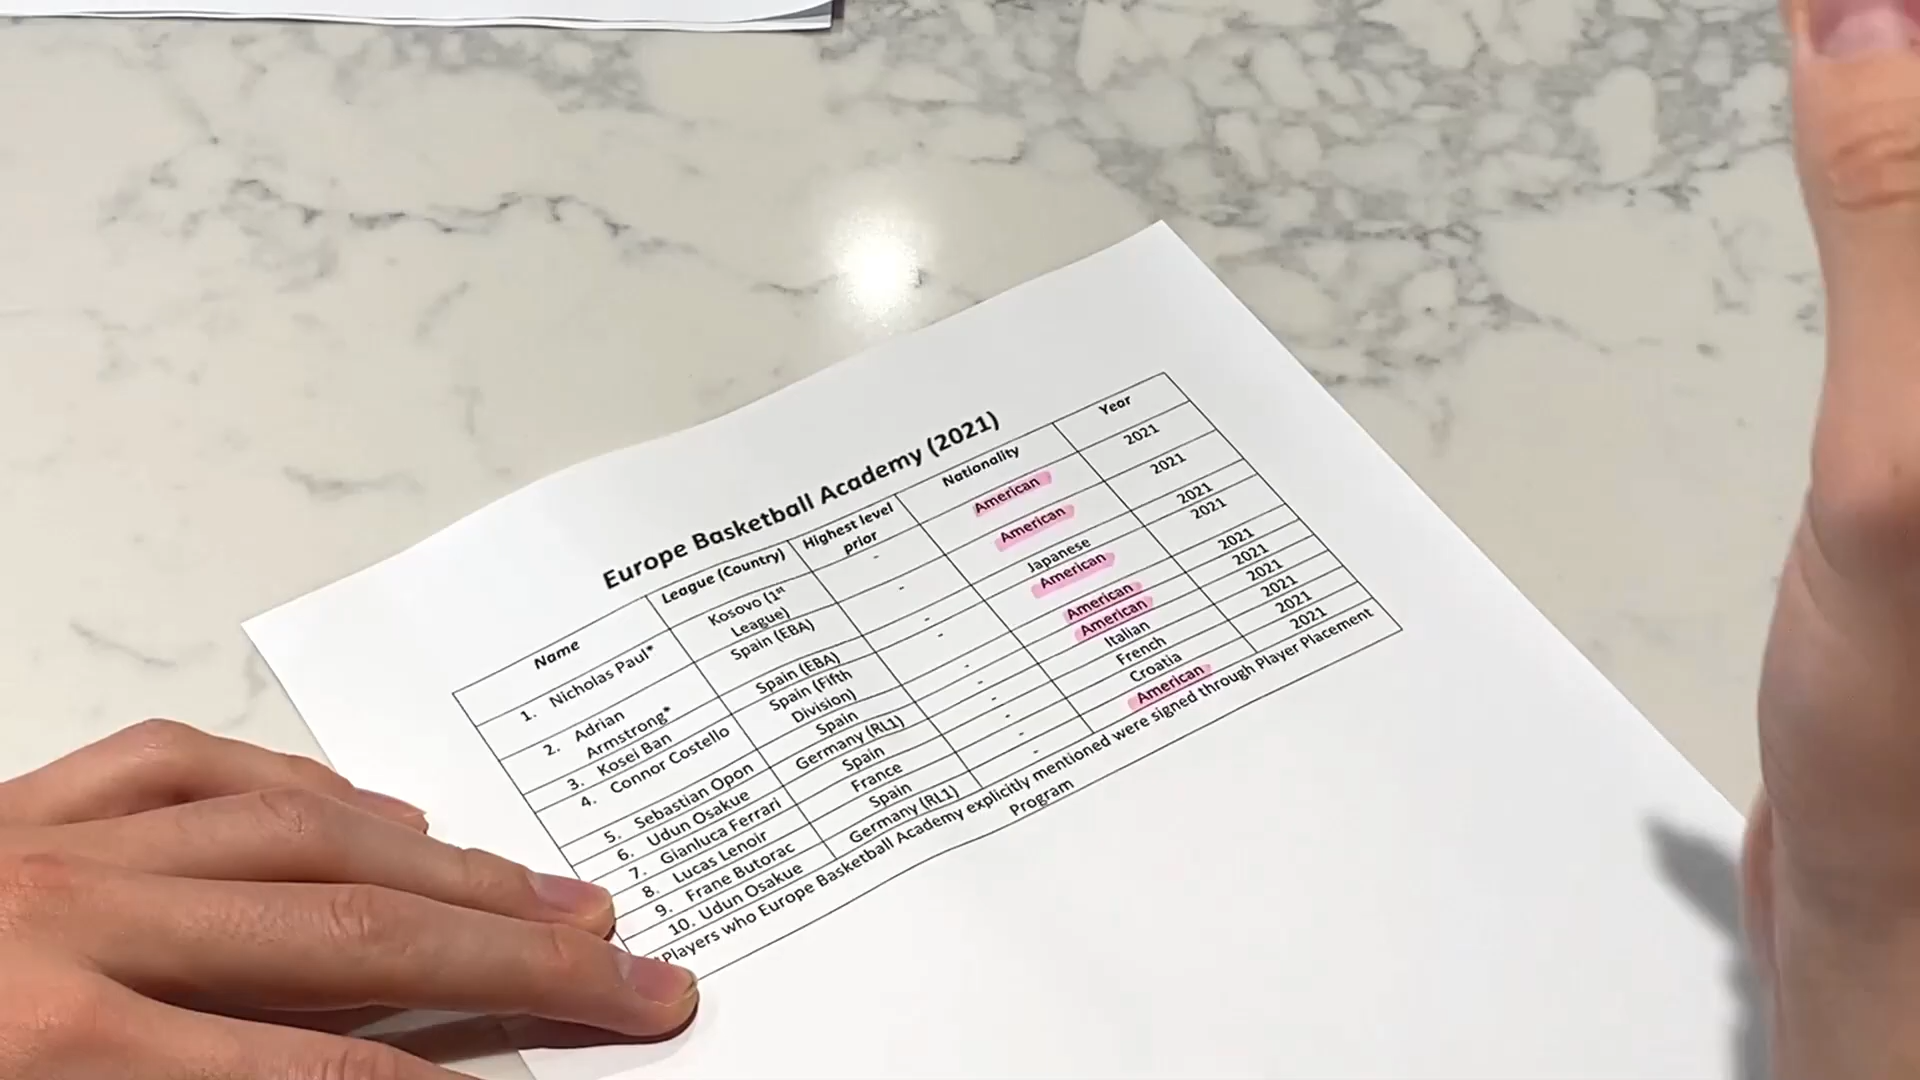 Europe Basketball Academy (2021)
Name League (Country) Highest level prior Nationality Year
1. Nicholas Paul* Kosovo (1st League) - American 2021
2. Adrian Armstrong* Spain (EBA) - American 2021
3. Kosei Ban Spain (EBA) - Japanese 2021
4. Connor Costello Spain (Fifth Division) - American 2021
5. Sebastian Opon Spain - American 2021
6. Udun Osakue Germany (RL1) - American 2021
7. Gianluca Ferrari Spain - Italian 2021
8. Lucas Lenoir France - French 2021
9. Frane Butorac Spain - Croatia 2021
10. Udun Osakue Germany (RL1) - American 2021
*Players who Europe Basketball Academy explicitly mentioned were signed through Player Placement
Program